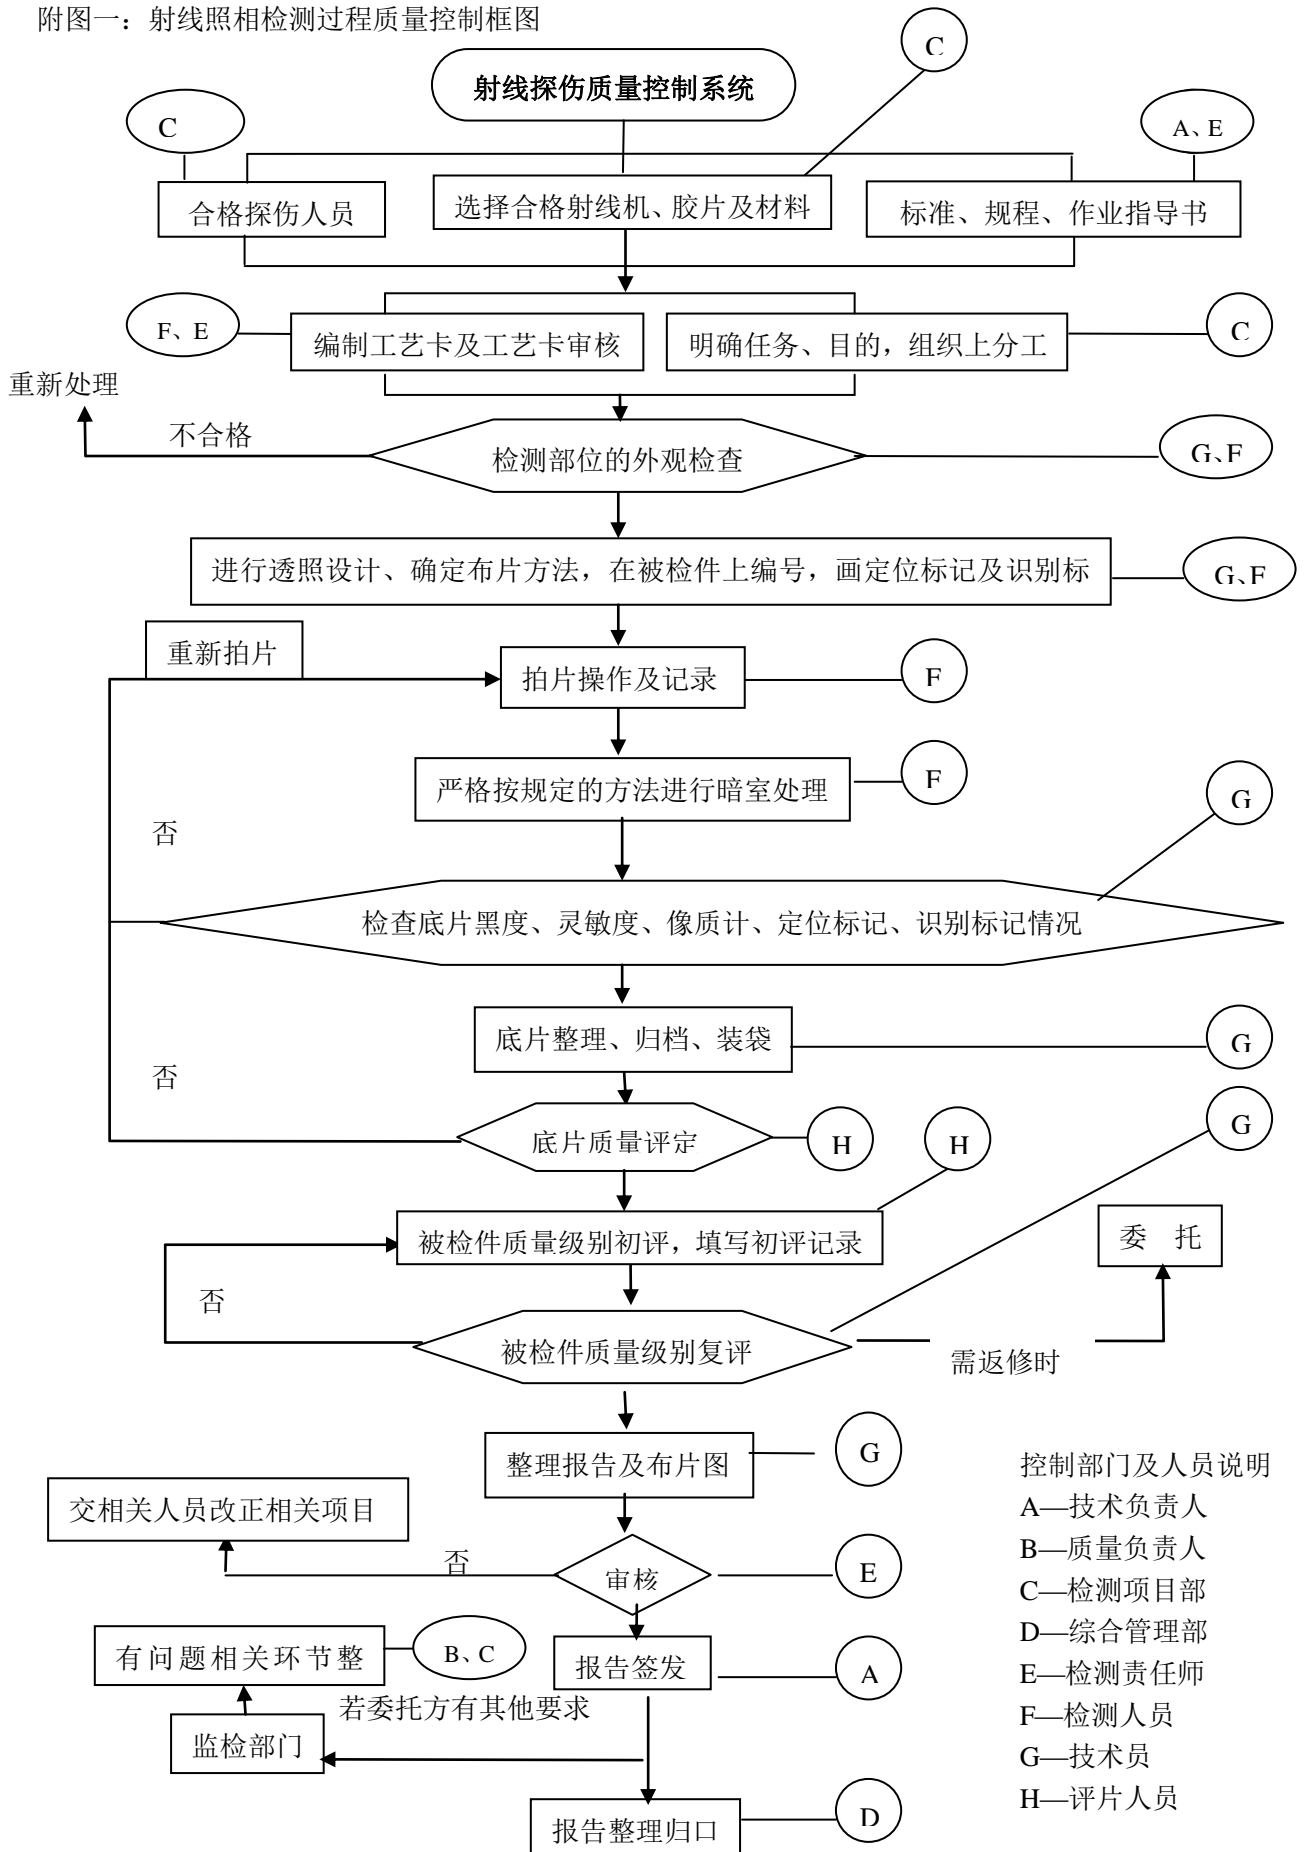 附图一：射线照相检测过程质量控制框图
C
射线探伤质量控制系统
C
A、E
合格探伤人员
选择合格射线机、胶片及材料
标准、规程、作业指导书
F、E
编制工艺卡及工艺卡审核
明确任务、目的，组织上分工
C
重新处理
不合格
检测部位的外观检查
G、F
进行透照设计、确定布片方法，在被检件上编号，画定位标记及识别标
G、F
重新拍片
拍片操作及记录
F
严格按规定的方法进行暗室处理
F
G
否
检查底片黑度、灵敏度、像质计、定位标记、识别标记情况
底片整理、归档、装袋
G
否
底片质量评定
H
H
G
被检件质量级别初评，填写初评记录
委 托
否
被检件质量级别复评
需返修时
整理报告及布片图
G
交相关人员改正相关项目
否
审核
E
有问题相关环节整
B、C
报告签发
A
若委托方有其他要求
监检部门
报告整理归口
D
控制部门及人员说明
A—技术负责人
B—质量负责人
C—检测项目部
D—综合管理部
E—检测责任师
F—检测人员
G—技术员
H—评片人员